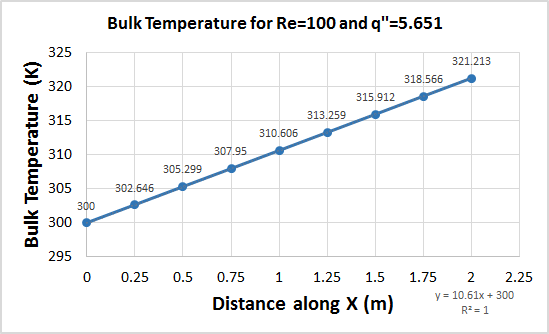 Bulk Temperature for Re=100 and q"=5.651
Bulk Temperature (K)
325
320
315
310
305
300
295
300
302.646
305.299
307.95
310.606
313.259
315.912
318.566
321.213
0 0.25 0.5 0.75 1 1.25 1.5 1.75 2 2.25
Distance along X (m)
y = 10.61x + 300
R² = 1